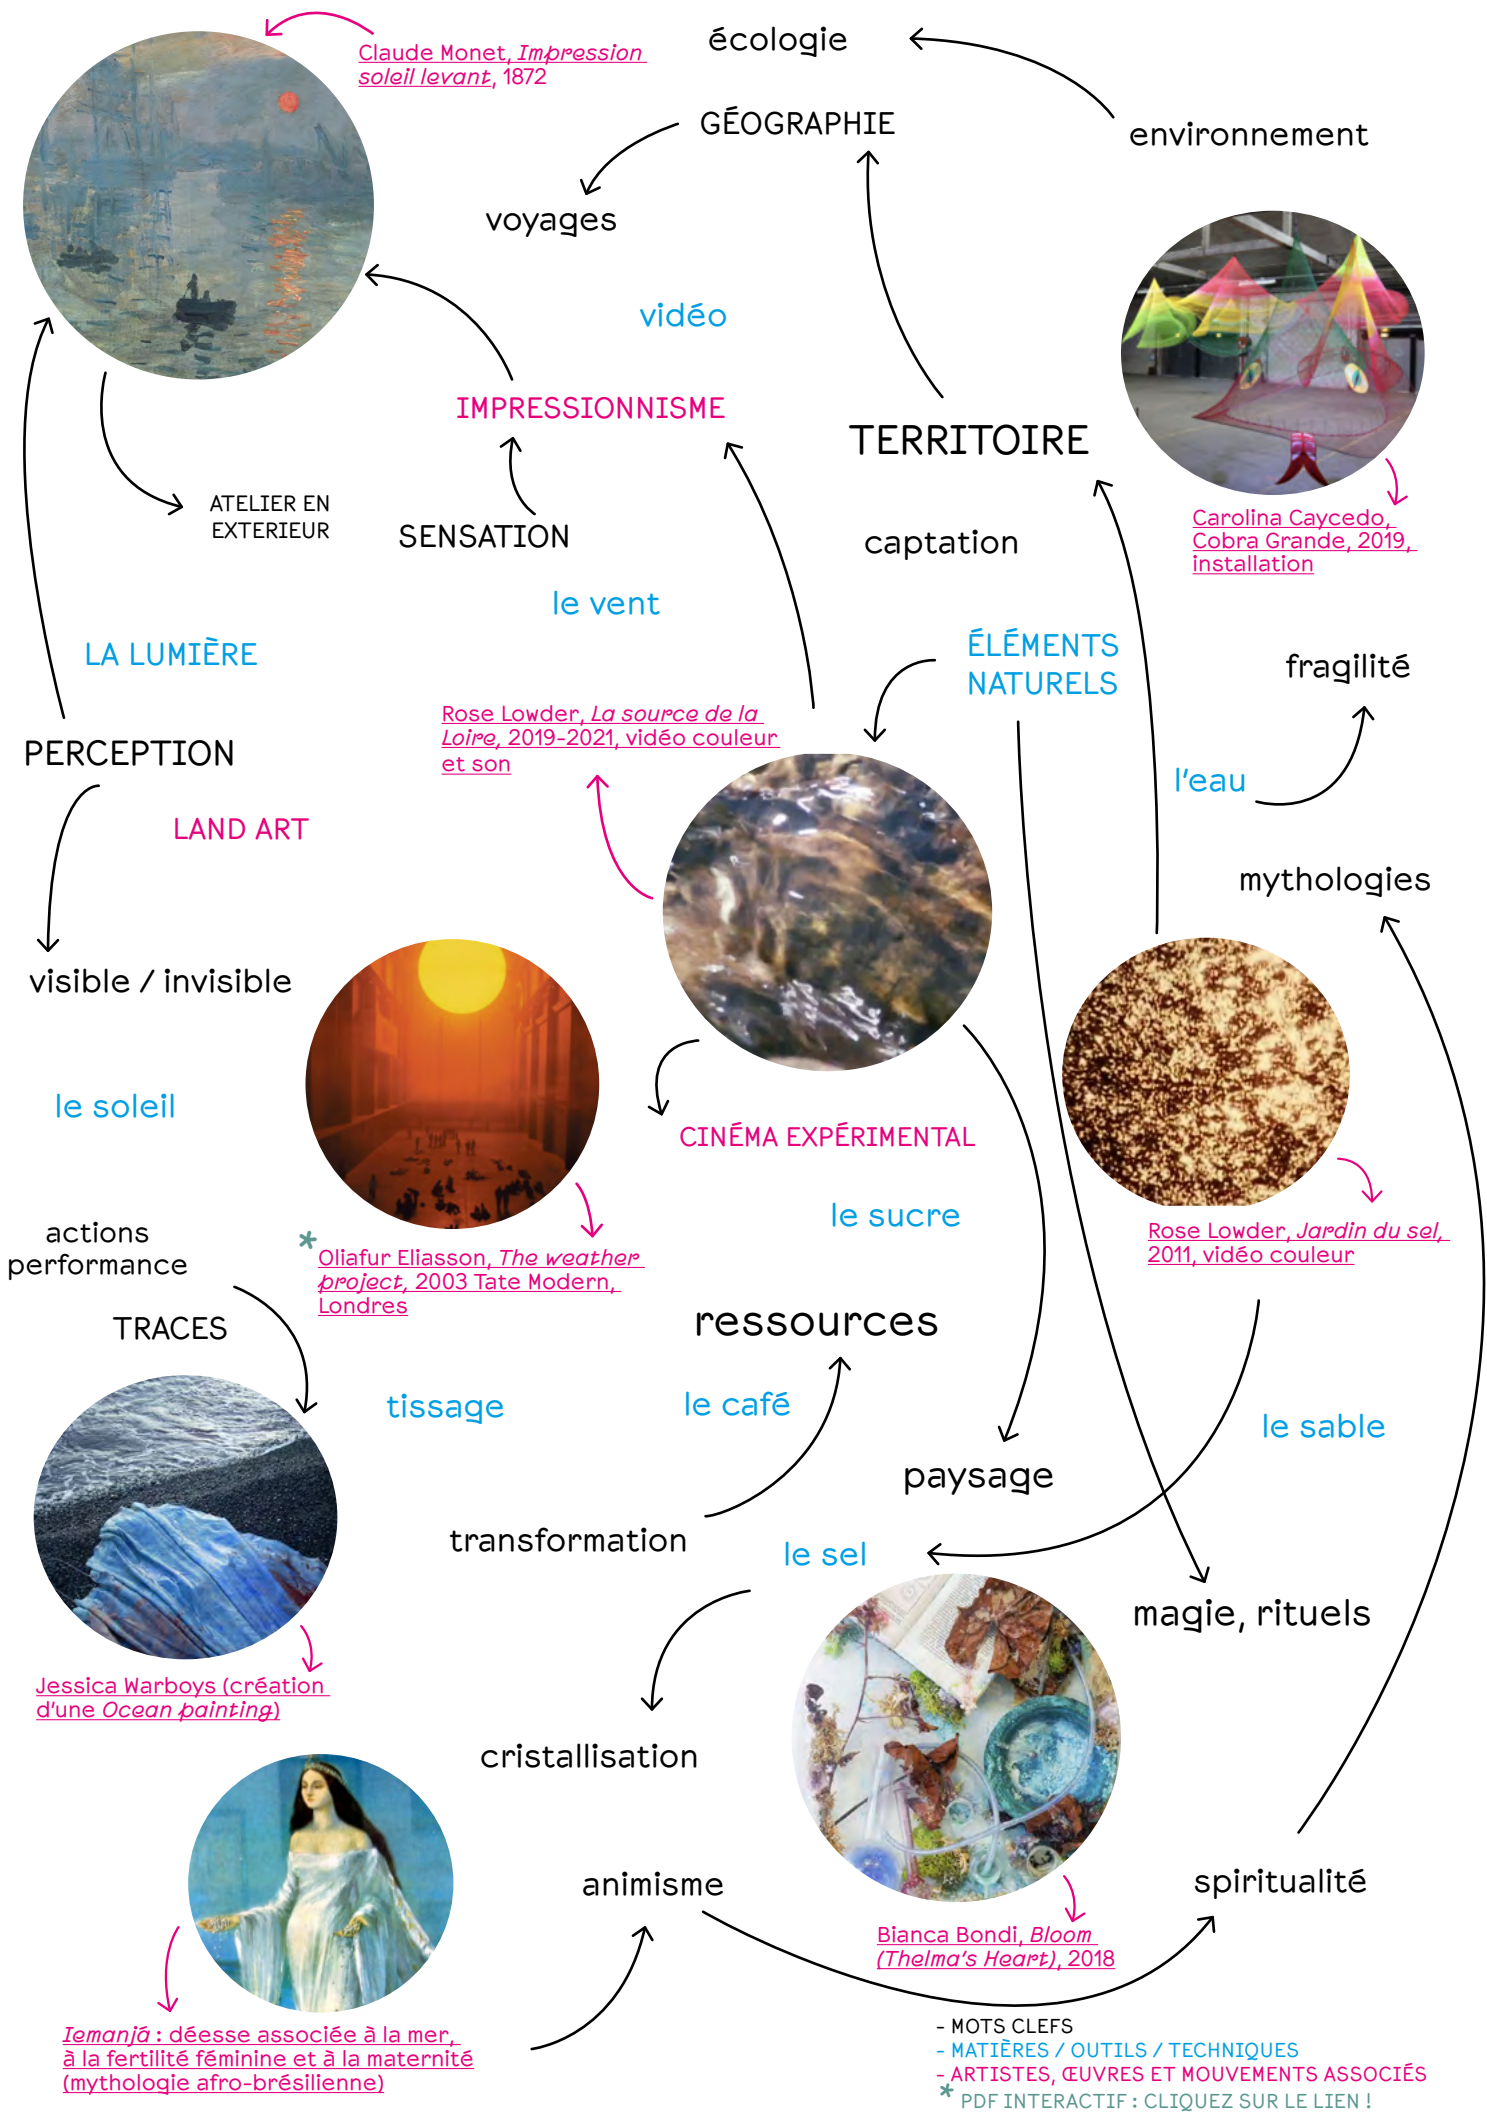 Claude Monet, Impression
soleil levant, 1872
écologie
GÉOGRAPHIE
environnement
voyages
vidéo
IMPRESSIONNISME
TERRITOIRE
ATELIER EN
EXTERIEUR
SENSATION
captation
Carolina Caycedo,
Cobra Grande, 2019,
installation
le vent
LA LUMIÈRE
ÉLÉMENTS
NATURELS
fragilité
Rose Lowder, La source de la
Loire, 2019-2021, vidéo couleur
et son
PERCEPTION
l'eau
LAND ART
mythologies
visible / invisible
le soleil
CINÉMA EXPÉRIMENTAL
le sucre
actions
performance
Oliafur Eliasson, The weather
project, 2003 Tate Modern,
Londres
Rose Lowder, Jardin du sel,
2011, vidéo couleur
TRACES
ressources
tissage
le café
le sable
paysage
transformation
le sel
magie, rituels
Jessica Warboys (création
d'une Ocean painting)
cristallisation
animisme
spiritualité
Bianca Bondi, Bloom
(Thelma's Heart), 2018
Iemanjá : déesse associée à la mer,
à la fertilité féminine et à la maternité
(mythologie afro-brésilienne)
- MOTS CLEFS
- MATIÈRES / OUTILS / TECHNIQUES
- ARTISTES, ŒUVRES ET MOUVEMENTS ASSOCIÉS
* PDF INTERACTIF : CLIQUEZ SUR LE LIEN !